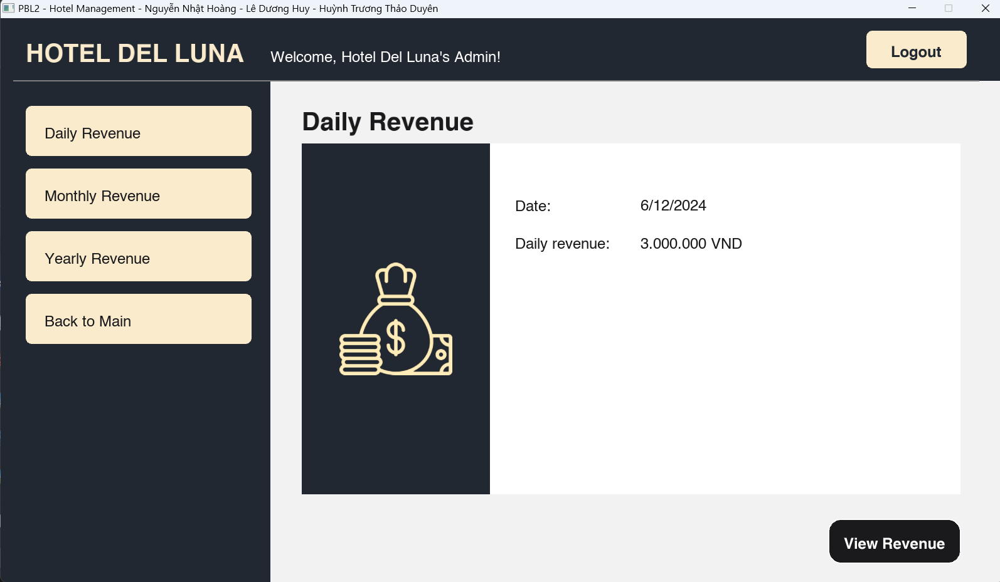 PBL2 - Hotel Management - Nguyễn Nhật Hoàng - Lê Dương Huy - Huỳnh Trương Thảo Duyên
HOTEL DEL LUNA
Welcome, Hotel Del Luna's Admin!
Logout
Daily Revenue
Monthly Revenue
Yearly Revenue
Back to Main
Daily Revenue
$
Date: 6/12/2024
Daily revenue: 3.000.000 VND
View Revenue